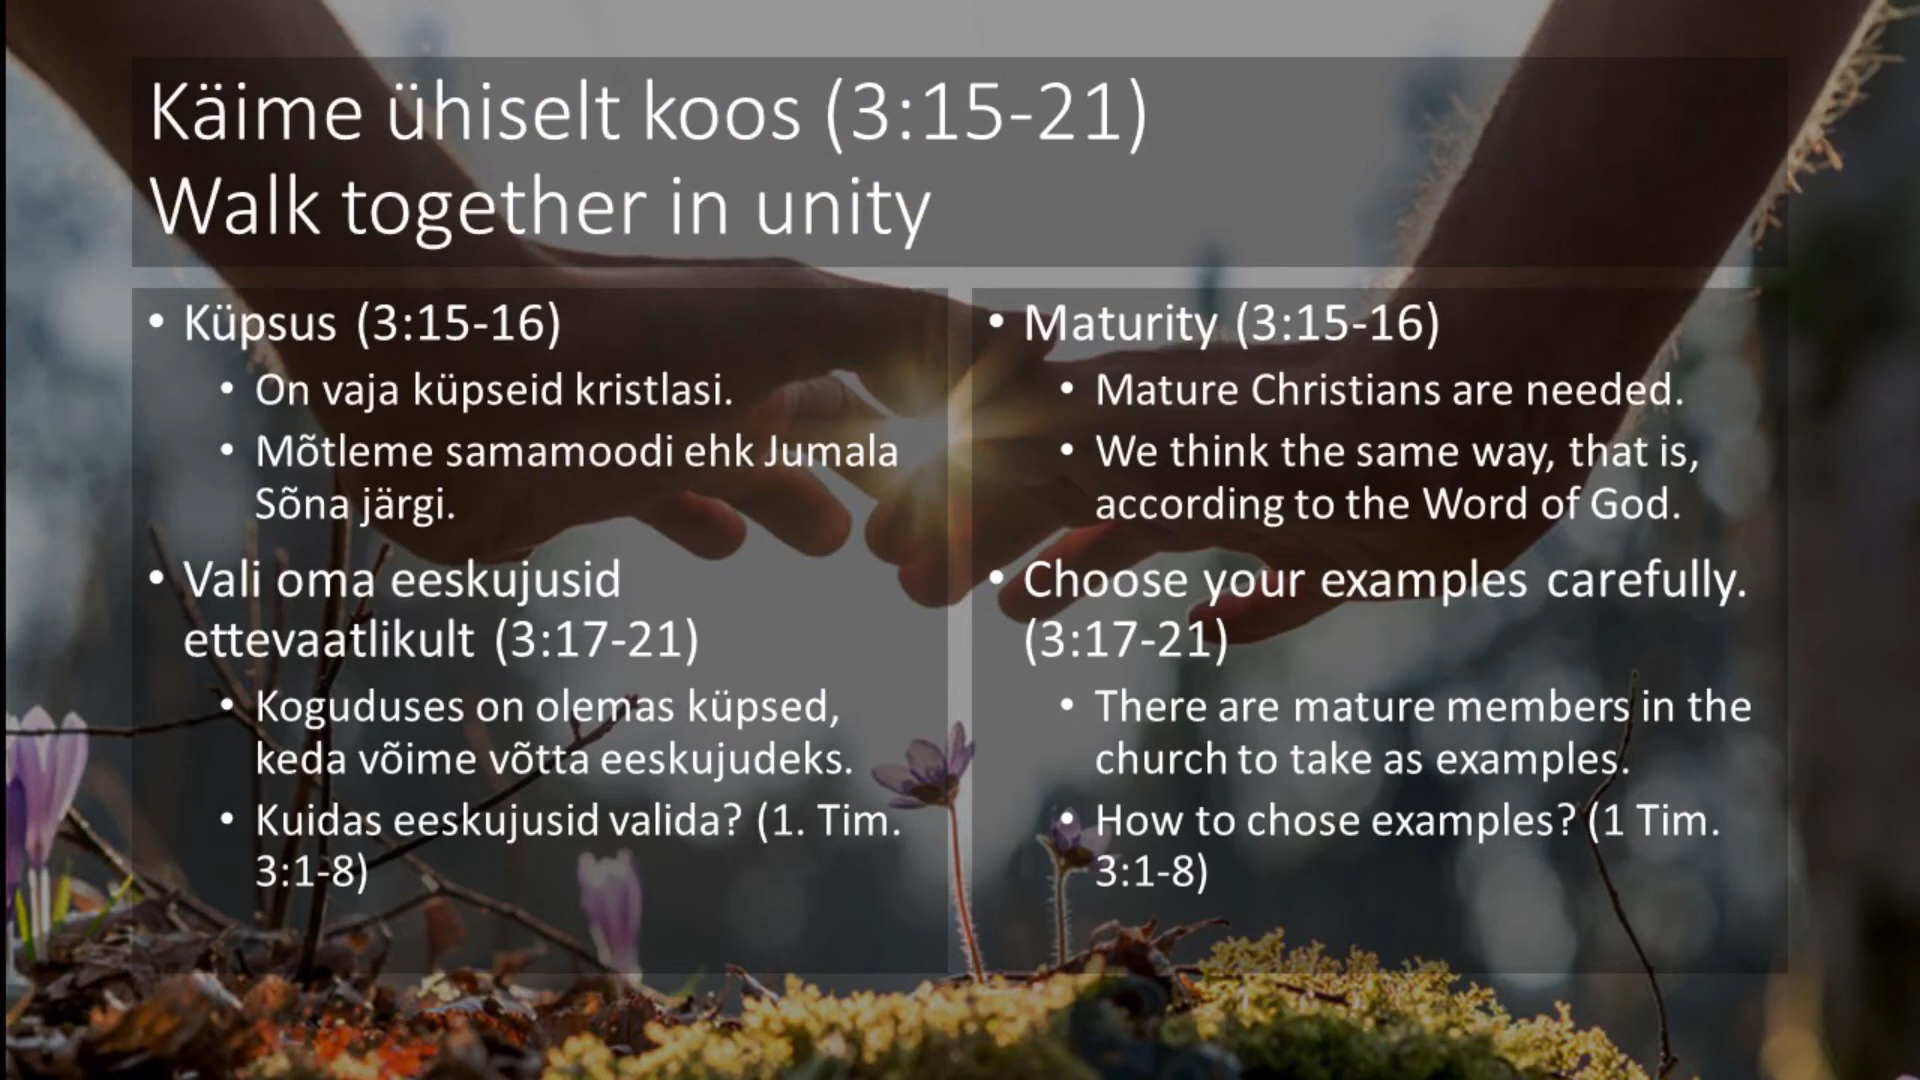 Käime ühiselt koos (3:15-21)
Walk together in unity
• Küpsus (3:15-16)
• On vaja küpseid kristlasi.
• Mõtleme samamoodi ehk Jumala
Sõna järgi.
• Vali oma eeskujusid
ettevaatlikult (3:17-21)
• Koguduses on olemas küpsed,
keda võime võtta eeskujudeks.
• Kuidas eeskujusid valida? (1. Tim.
3:1-8)
• Maturity (3:15-16)
• Mature Christians are needed.
• We think the same way, that is,
according to the Word of God.
• Choose your examples carefully.
(3:17-21)
• There are mature members in the
church to take as examples.
• How to chose examples? (1 Tim.
3:1-8)